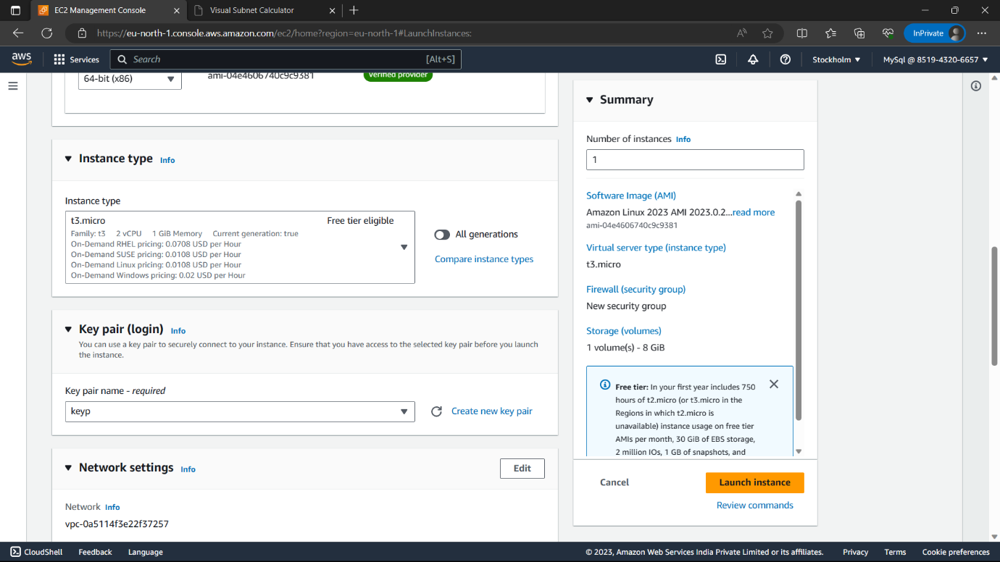 EC2 Management Console
Visual Subnet Calculator
https://eu-north-1.console.aws.amazon.com/ec2/home?region=eu-north-1#LaunchInstances:
InPrivate
aws
Services
Search
[Alt+S]
Stockholm
MySql @ 8519-4320-6657
64-bit (x86)
ami-04e4606740c9c9381
Verified provider
Instance type
Info
Instance type
t3.micro
Free tier eligible
Family: t3 2 vCPU 1 GiB Memory Current generation: true
On-Demand RHEL pricing: 0.0708 USD per Hour
On-Demand SUSE pricing: 0.0108 USD per Hour
On-Demand Linux pricing: 0.0108 USD per Hour
On-Demand Windows pricing: 0.02 USD per Hour
All generations
Compare instance types
Key pair (login)
Info
You can use a key pair to securely connect to your instance. Ensure that you have access to the selected key pair before you launch
the instance.
Key pair name - required
keyp
Create new key pair
Network settings
Info
Edit
Network
Info
vpc-0a5114f3e22f37257
Summary
Number of instances
Info
1
Software Image (AMI)
Amazon Linux 2023 AMI 2023.0.2...read more
ami-04e4606740c9c9381
Virtual server type (instance type)
t3.micro
Firewall (security group)
New security group
Storage (volumes)
1 volume(s) - 8 GiB
Free tier: In your first year includes 750
hours of t2.micro (or t3.micro in the
Regions in which t2.micro is
unavailable) instance usage on free tier
AMIs per month, 30 GiB of EBS storage,
2 million IOs, 1 GB of snapshots, and
Cancel
Launch instance
Review commands
CloudShell
Feedback
Language
© 2023, Amazon Web Services India Private Limited or its affiliates.
Privacy
Terms
Cookie preferences